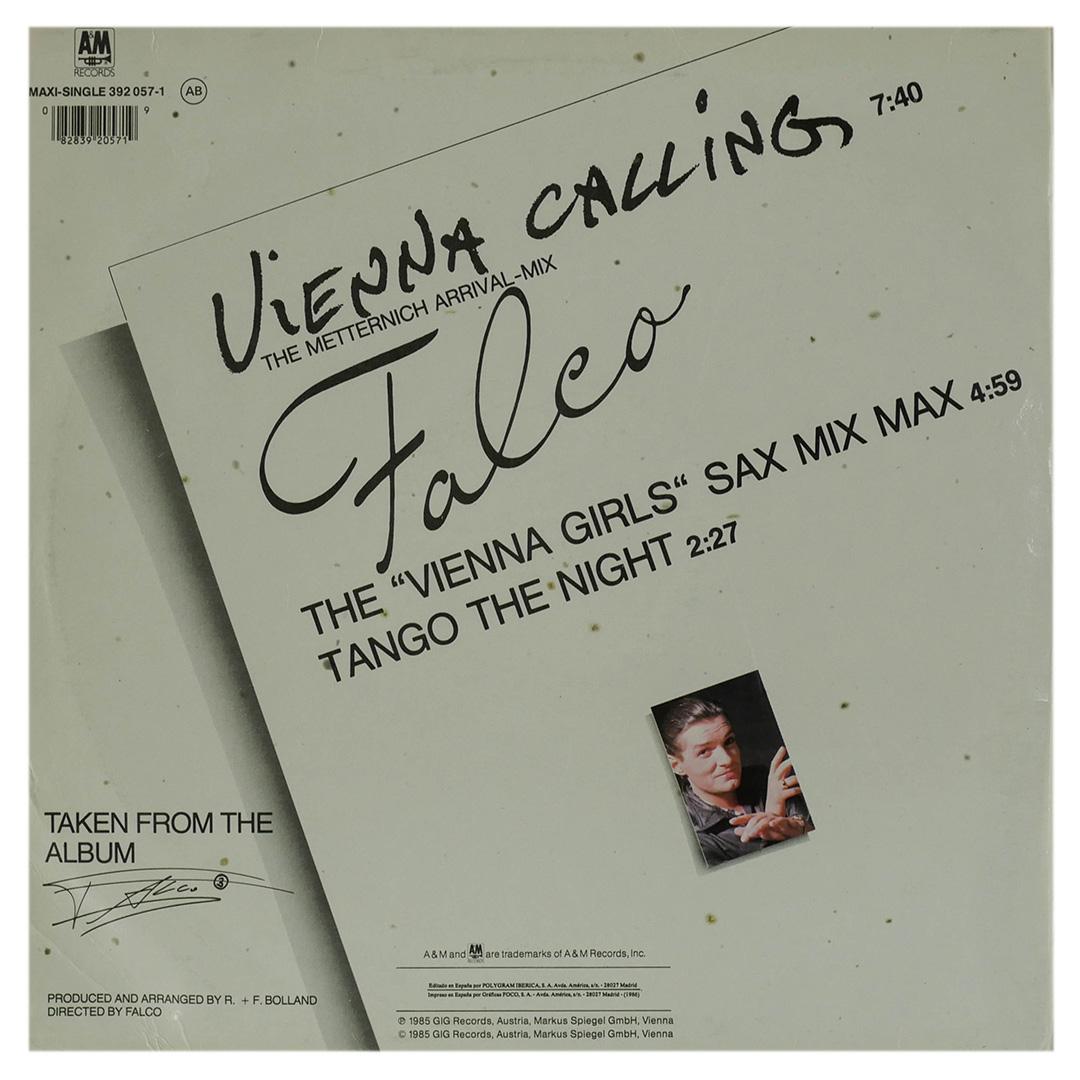 A&M
RECORDS
MAXI-SINGLE 392 057-1 AB
0 82839 20571 9
ViENNA CALLiNG 7:40
THE METTERNICH ARRIVAL-MIX
Falco
THE “VIENNA GIRLS“ SAX MIX MAX 4:59
TANGO THE NIGHT 2:27
TAKEN FROM THE
ALBUM
FALCO 3
PRODUCED AND ARRANGED BY R. + F. BOLLAND
DIRECTED BY FALCO
A & M and A&M RECORDS are trademarks of A & M Records, Inc.
Editado en España por POLYGRAM IBERICA, S. A. Avda. América, s/n. - 28027 Madrid
Impreso en España por Gráficas FOCO, S. A. - Avda. América, s/n. - 28027 Madrid - (1986)
℗ 1985 GIG Records, Austria, Markus Spiegel GmbH, Vienna
© 1985 GIG Records, Austria, Markus Spiegel GmbH, Vienna